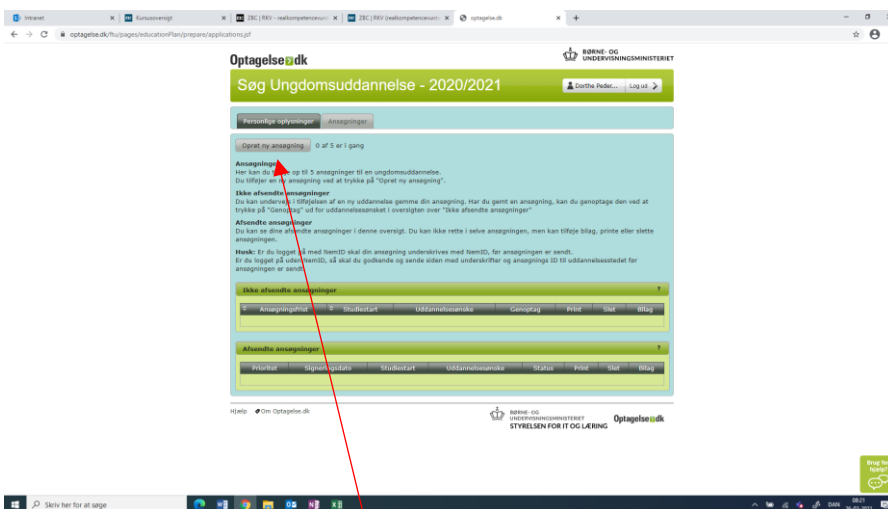 Intranet
Kursusoversigt
ZBC | RKV - realkompetencevurd
ZBC | RKV (realkompetencevurd
optagelse.dk
optagelse.dk/ftu/pages/educationPlan/prepare/applications.jsf
Optagelse dk
BØRNE- OG
UNDERVISNINGSMINISTERIET
Søg Ungdomsuddannelse - 2020/2021
Dorthe Peder...
Log ud
Personlige oplysninger
Ansøgninger
Opret ny ansøgning
0 af 5 er i gang
Ansøgninger
Her kan du op til 5 ansøgninger til en ungdomsuddannelse.
Du tilføjer en ny ansøgning ved at trykke på "Opret ny ansøgning".
Ikke afsendte ansøgninger
Du kan undervejs i tilføjelsen af en ny uddannelse gemme din ansøgning. Har du gemt en ansøgning, kan du genoptage den ved at
trykke på "Genoptag" ud for uddannelsesønsket i oversigten over "Ikke afsendte ansøgninger"
Afsendte ansøgninger
Du kan se dine afsendte ansøgninger i denne oversigt. Du kan ikke rette i selve ansøgningen, men kan tilføje bilag, printe eller slette
ansøgningen.
Husk: Er du logget på med NemID skal din ansøgning underskrives med NemID, før ansøgningen er sendt.
Er du logget på uden NemID, så skal du godkende og sende siden med underskrifter og ansøgnings ID til uddannelsesstedet før
ansøgningen er sendt.
Ikke afsendte ansøgninger ?
Ansøgningsfrist Studiestart Uddannelsesønske Genoptag Print Slet Bilag
Afsendte ansøgninger ?
Prioritet Signeringsdato Studiestart Uddannelsesønske Status Print Slet Bilag
Hjælp Om Optagelse.dk
BØRNE- OG
UNDERVISNINGSMINISTERIET
STYRELSEN FOR IT OG LÆRING
Optagelse dk
Brug for
hjælp?
Skriv her for at søge
DAN
08:21